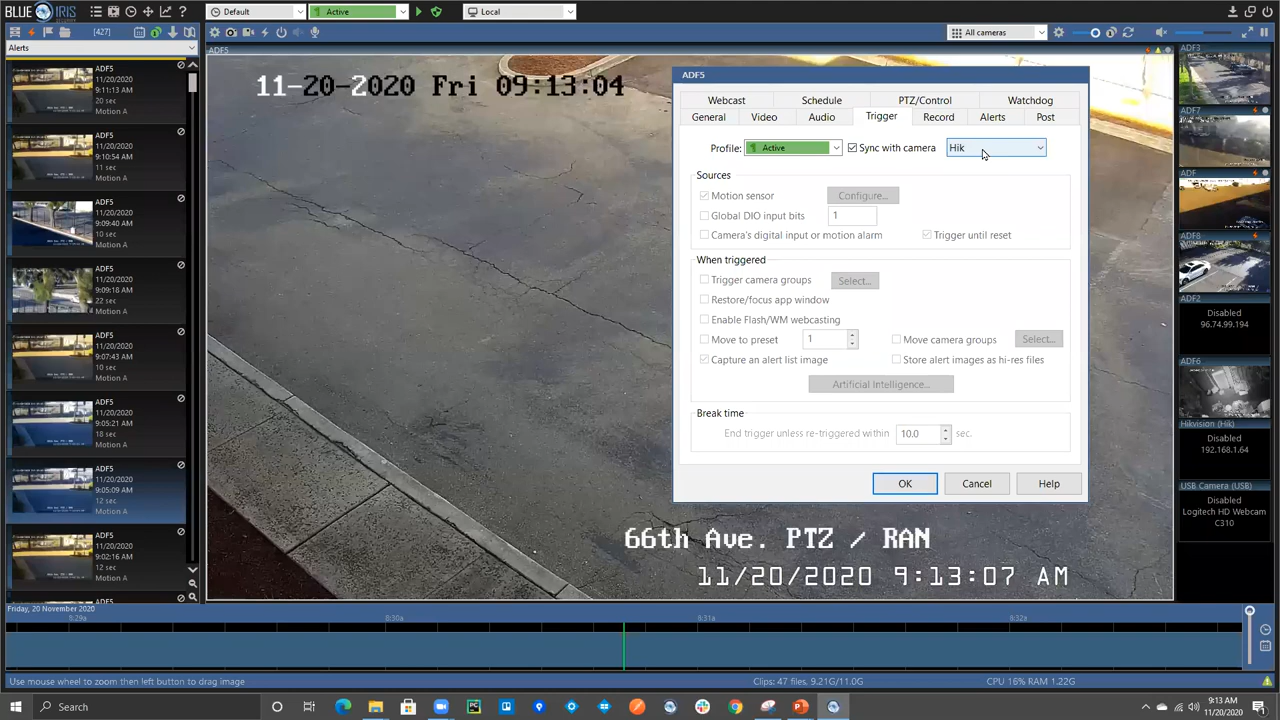 BLUE IRIS
SECURITY
Default
Active
Local
[427]
All cameras
Alerts
ADF5
11/20/2020
9:11:13 AM
20 sec
Motion A
ADF5
11/20/2020
9:10:54 AM
11 sec
Motion A
ADF5
11/20/2020
9:09:40 AM
22 sec
Motion A
ADF5
11/20/2020
9:09:18 AM
22 sec
Motion A
ADF5
11/20/2020
9:07:43 AM
10 sec
Motion A
ADF5
11/20/2020
9:05:21 AM
18 sec
Motion A
ADF5
11/20/2020
9:05:09 AM
12 sec
Motion A
ADF5
11/20/2020
9:02:16 AM
12 sec
Motion A
ADF5
ADF5
11-20-2020 Fri 09:13:04
66th Ave. PTZ / RAN
11/20/2020 9:13:07 AM
ADF5
Webcast
Schedule
PTZ/Control
Watchdog
General
Video
Audio
Trigger
Record
Alerts
Post
Profile:
Active
Sync with camera
Hik
Sources
Motion sensor
Configure...
Global DIO input bits
1
Camera's digital input or motion alarm
Trigger until reset
When triggered
Trigger camera groups
Select...
Restore/focus app window
Enable Flash/WM webcasting
Move to preset
1
Move camera groups
Select...
Capture an alert list image
Store alert images as hi-res files
Artificial Intelligence...
Break time
End trigger unless re-triggered within
10.0
sec.
OK
Cancel
Help
ADF3
ADF7
ADF
ADF8
ADF2
Disabled
96.74.99.194
ADF6
Hikvision (Hik)
Disabled
192.168.1.64
USB Camera (USB)
Disabled
Logitech HD Webcam
C310
Friday, 20 November 2020
8:29a
8:30a
8:31a
8:32a
Use mouse wheel to zoom then left button to drag image
Clips: 47 files, 9.21G/11.0G
CPU 16% RAM 1.22G
Search
9:13 AM
11/20/2020